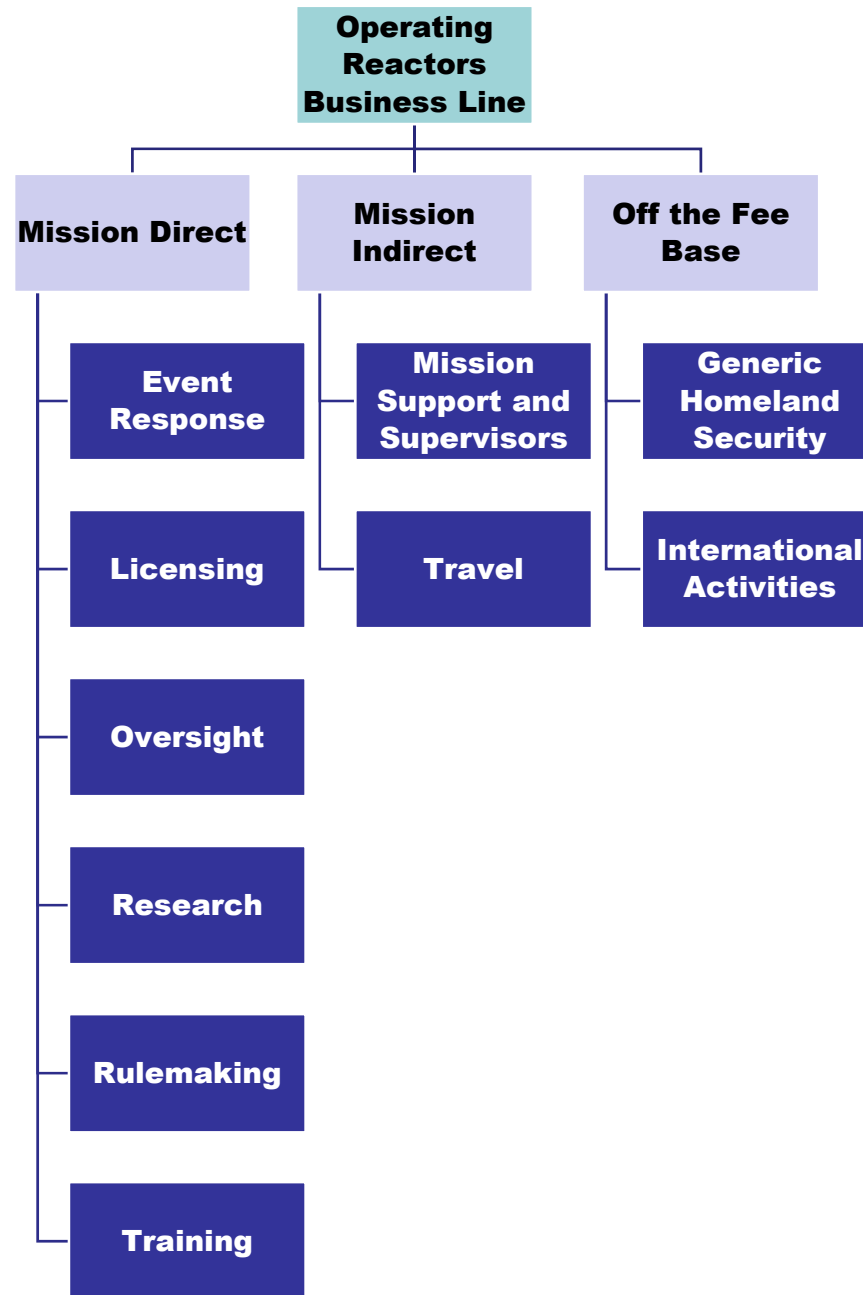 Operating
Reactors
Business Line
Mission Direct
Mission
Indirect
Off the Fee
Base
Event
Response
Mission
Support and
Supervisors
Generic
Homeland
Security
Licensing
Travel
International
Activities
Oversight
Research
Rulemaking
Training